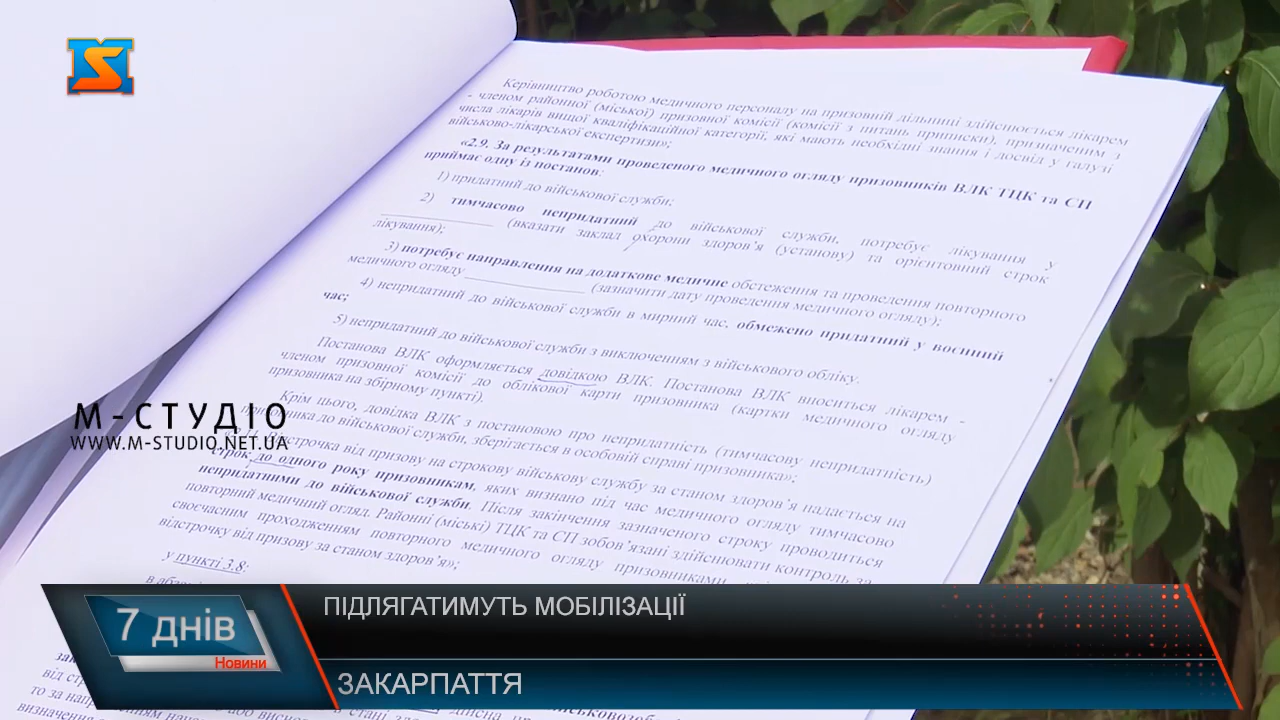 Керівництво роботою медичного персоналу на призовній дільниці здійснюється лікарем
- членом районної (міської) призовної комісії (комісії з питань приписки), призначеним з
числа лікарів вищої кваліфікаційної категорії, які мають необхідні знання і досвід у галузі
військово-лікарської експертизи»;
«2.9. За результатами проведеного медичного огляду призовників ВЛК ТЦК та СП
приймає одну із постанов:
1) придатний до військової служби;
2) тимчасово непридатний до військової служби, потребує лікування у
____________ (вказати заклад охорони здоров’я (установу) та орієнтовний строк
лікування);
3) потребує направлення на додаткове медичне обстеження та проведення повторного
медичного огляду____________ (зазначити дату проведення медичного огляду);
4) непридатний до військової служби в мирний час, обмежено придатний у воєнний
час;
5) непридатний до військової служби з виключенням з військового обліку.
Постанова ВЛК оформляється довідкою ВЛК. Постанова ВЛК вноситься лікарем -
членом призовної комісії до облікової карти призовника (картки медичного огляду
призовника на збірному пункті).
Крім цього, довідка ВЛК з постановою про непридатність (тимчасову непридатність)
призовника до військової служби, зберігається в особовій справі призовника»;
Відстрочка від призову на строкову військову службу за станом здоров’я надається на
строк до одного року призовникам, яких визнано під час медичного огляду тимчасово
непридатними до військової служби. Після закінчення зазначеного строку проводиться
повторний медичний огляд. Районні (міські) ТЦК та СП зобов’язані здійснювати контроль за
своєчасним проходженням повторного медичного огляду призовниками,
відстрочку від призову за станом здоров’я»;
у пункті 3.8:
М-СТУДІО
WWW.M-STUDIO.NET.UA
7 днів
Новини
ПІДЛЯГАТИМУТЬ МОБІЛІЗАЦІЇ
ЗАКАРПАТТЯ